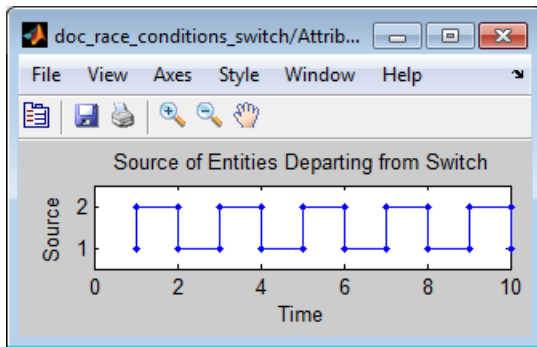 doc_race_conditions_switch/Attrib...
File View Axes Style Window Help
Source of Entities Departing from Switch
Source
2
1
0 2 4 6 8 10
Time